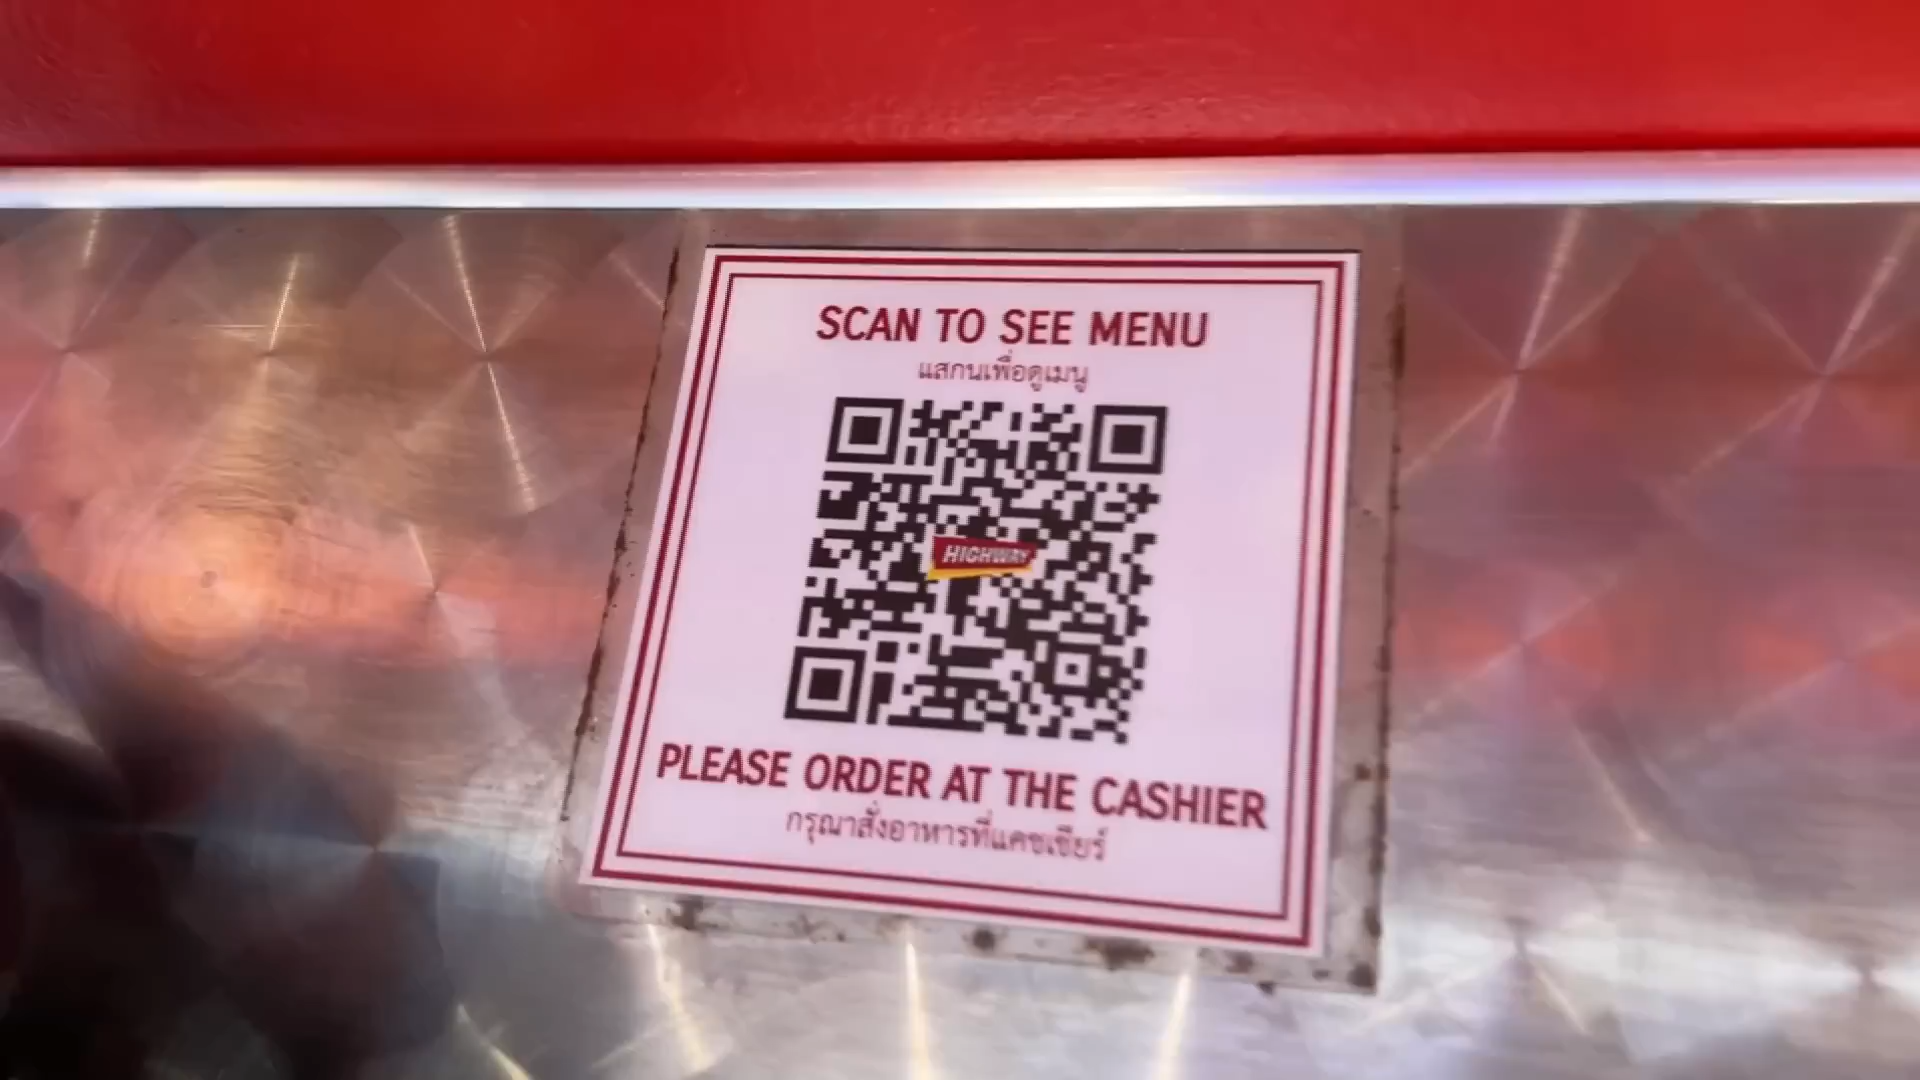 SCAN TO SEE MENU
แสกนเพื่อดูเมนู
HIGHWAY
PLEASE ORDER AT THE CASHIER
กรุณาสั่งอาหารที่แคชเชียร์